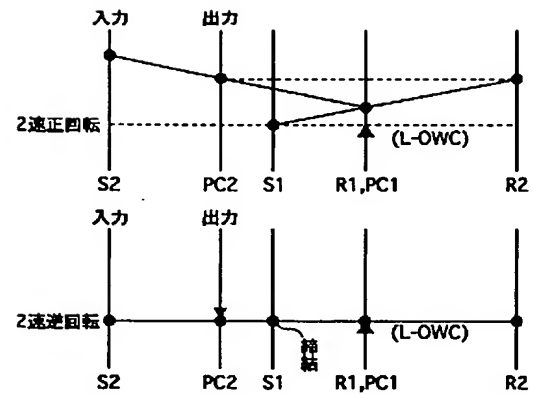 入力 出力
2速正回転
(L-OWC)
S2 PC2 S1 R1,PC1 R2
入力 出力
2速逆回転
(L-OWC)
締結
S2 PC2 S1 R1,PC1 R2